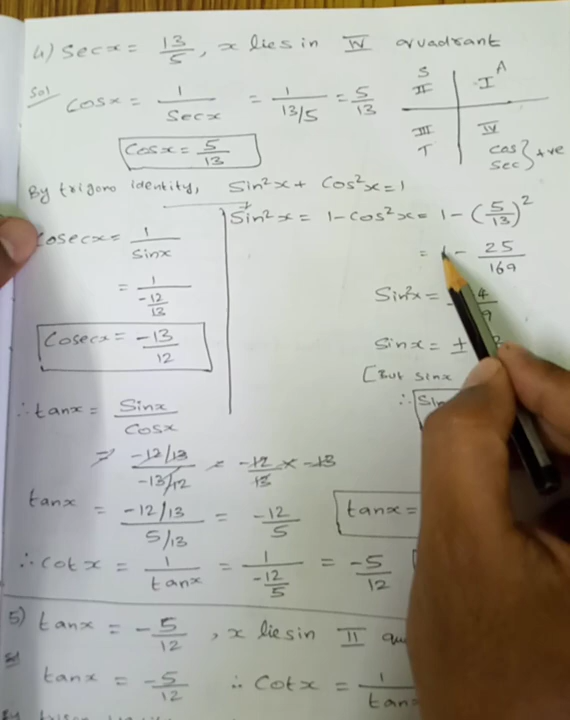 4) Secx = 13/5, x lies in IV quadrant
Sol
Cosx = 1/Secx = 1/13/5 = 5/13
S A
II I
III IV
T cos sec } +ve
Cosx = 5/13
By trigono identity, Sin²x + Cos²x = 1
Sin²x = 1 - Cos²x = 1 - (5/13)²
= 1 - 25/169
Sin²x =
Sinx = ±
[But sinx
∴
Cosecx = 1/sinx
= 1/-12/13
Cosecx = -13/12
∴ tanx = Sinx/Cosx
= -12/13/-13/12 = -12/13 × -13
tanx = -12/13/5/13 = -12/5
tanx =
∴ cotx = 1/tanx = 1/-12/5 = -5/12
5) tanx = -5/12, x lies in II
Sol
tanx = -5/12 ∴ Cotx = 1/tan